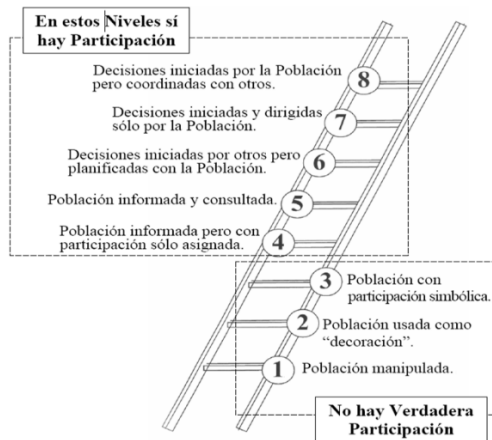 En estos Niveles sí
hay Participación
Decisiones iniciadas por la Población
pero coordinadas con otros.
8
Decisiones iniciadas y dirigidas
sólo por la Población.
7
Decisiones iniciadas por otros pero
planificadas con la Población.
6
Población informada y consultada.
5
Población informada pero con
participación sólo asignada.
4
3
Población con
participación simbólica.
2
Población usada como
“decoración”.
1
Población manipulada.
No hay Verdadera
Participación